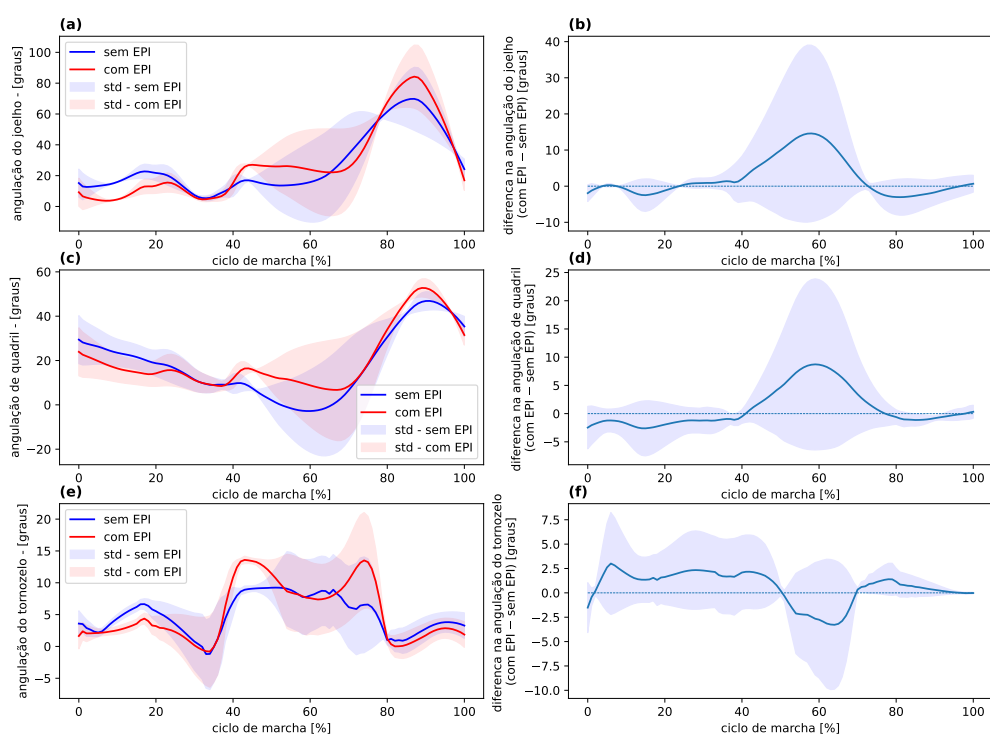 (a)
angulação do joelho - [graus]
100
80
60
40
20
0
sem EPI
com EPI
std - sem EPI
std - com EPI
0 20 40 60 80 100
ciclo de marcha [%]
(b)
diferenca na angulação do joelho
(com EPI − sem EPI) [graus]
40
30
20
10
0
−10
0 20 40 60 80 100
ciclo de marcha [%]
(c)
angulação de quadril - [graus]
60
40
20
0
−20
sem EPI
com EPI
std - sem EPI
std - com EPI
0 20 40 60 80 100
ciclo de marcha [%]
(d)
diferenca na angulação de quadril
(com EPI − sem EPI) [graus]
25
20
15
10
5
0
−5
0 20 40 60 80 100
ciclo de marcha [%]
(e)
angulação do tornozelo - [graus]
20
15
10
5
0
−5
sem EPI
com EPI
std - sem EPI
std - com EPI
0 20 40 60 80 100
ciclo de marcha [%]
(f)
diferenca na angulação do tornozelo
(com EPI − sem EPI) [graus]
7.5
5.0
2.5
0.0
−2.5
−5.0
−7.5
−10.0
0 20 40 60 80 100
ciclo de marcha [%]